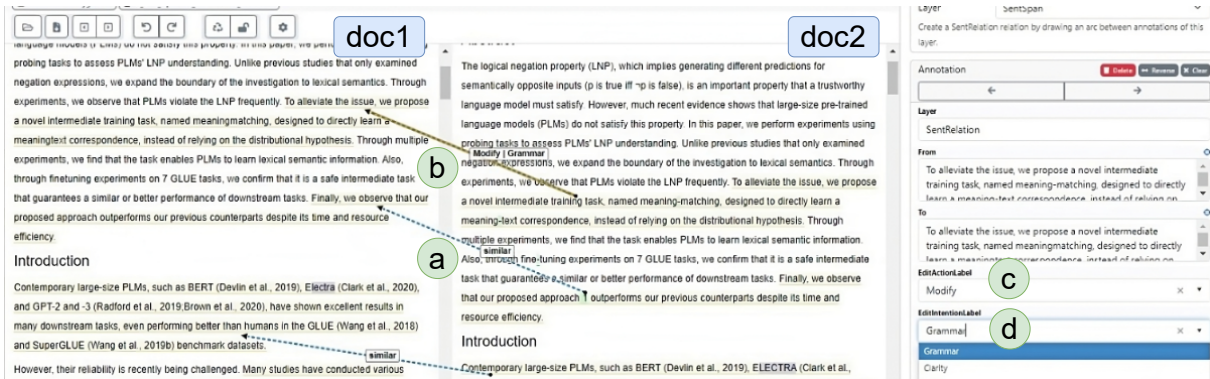 doc1
language models (PLMs) do not satisfy this property. In this paper, we
probing tasks to assess PLMs' LNP understanding. Unlike previous studies that only examined
negation expressions, we expand the boundary of the investigation to lexical semantics. Through
experiments, we observe that PLMs violate the LNP frequently. To alleviate the issue, we propose
a novel intermediate training task, named meaningmatching, designed to directly learn a
meaningtext correspondence, instead of relying on the distributional hypothesis. Through multiple
experiments, we find that the task enables PLMs to learn lexical semantic information. Also,
through finetuning experiments on 7 GLUE tasks, we confirm that it is a safe intermediate task
that guarantees a similar or better performance of downstream tasks. Finally, we observe that our
proposed approach outperforms our previous counterparts despite its time and resource
efficiency.
Introduction
Contemporary large-size PLMs, such as BERT (Devlin et al., 2019), Electra (Clark et al., 2020),
and GPT-2 and -3 (Radford et al., 2019;Brown et al., 2020), have shown excellent results in
many downstream tasks, even performing better than humans in the GLUE (Wang et al., 2018)
and SuperGLUE (Wang et al., 2019b) benchmark datasets.
However, their reliability is recently being challenged. Many studies have conducted various
b
Modify | Grammar
a
similar
similar
doc2
The logical negation property (LNP), which implies generating different predictions for
semantically opposite inputs (p is true iff ¬p is false), is an important property that a trustworthy
language model must satisfy. However, much recent evidence shows that large-size pre-trained
language models (PLMs) do not satisfy this property. In this paper, we perform experiments using
probing tasks to assess PLMs' LNP understanding. Unlike previous studies that only examined
negation expressions, we expand the boundary of the investigation to lexical semantics. Through
experiments, we observe that PLMs violate the LNP frequently. To alleviate the issue, we propose
a novel intermediate training task, named meaning-matching, designed to directly learn a
meaning-text correspondence, instead of relying on the distributional hypothesis. Through
multiple experiments, we find that the task enables PLMs to learn lexical semantic information.
Also, through fine-tuning experiments on 7 GLUE tasks, we confirm that it is a safe intermediate
task that guarantees a similar or better performance of downstream tasks. Finally, we observe
that our proposed approach outperforms our previous counterparts despite its time and
resource efficiency.
Introduction
Contemporary large-size PLMs, such as BERT (Devlin et al., 2019), ELECTRA (Clark et al.,
Layer SentSpan
Create a SentRelation relation by drawing an arc between annotations of this
layer.
Annotation Delete Reverse Clear
Layer
SentRelation
From
To alleviate the issue, we propose a novel intermediate
training task, named meaning-matching, designed to directly
learn a meaning-text correspondence, instead of relying on
To
To alleviate the issue, we propose a novel intermediate
training task, named meaningmatching, designed to directly
learn a meaningtext correspondence, instead of relying on
EditActionLabel
c
Modify
EditIntentionLabel
d
Grammar
Grammar
Clarity